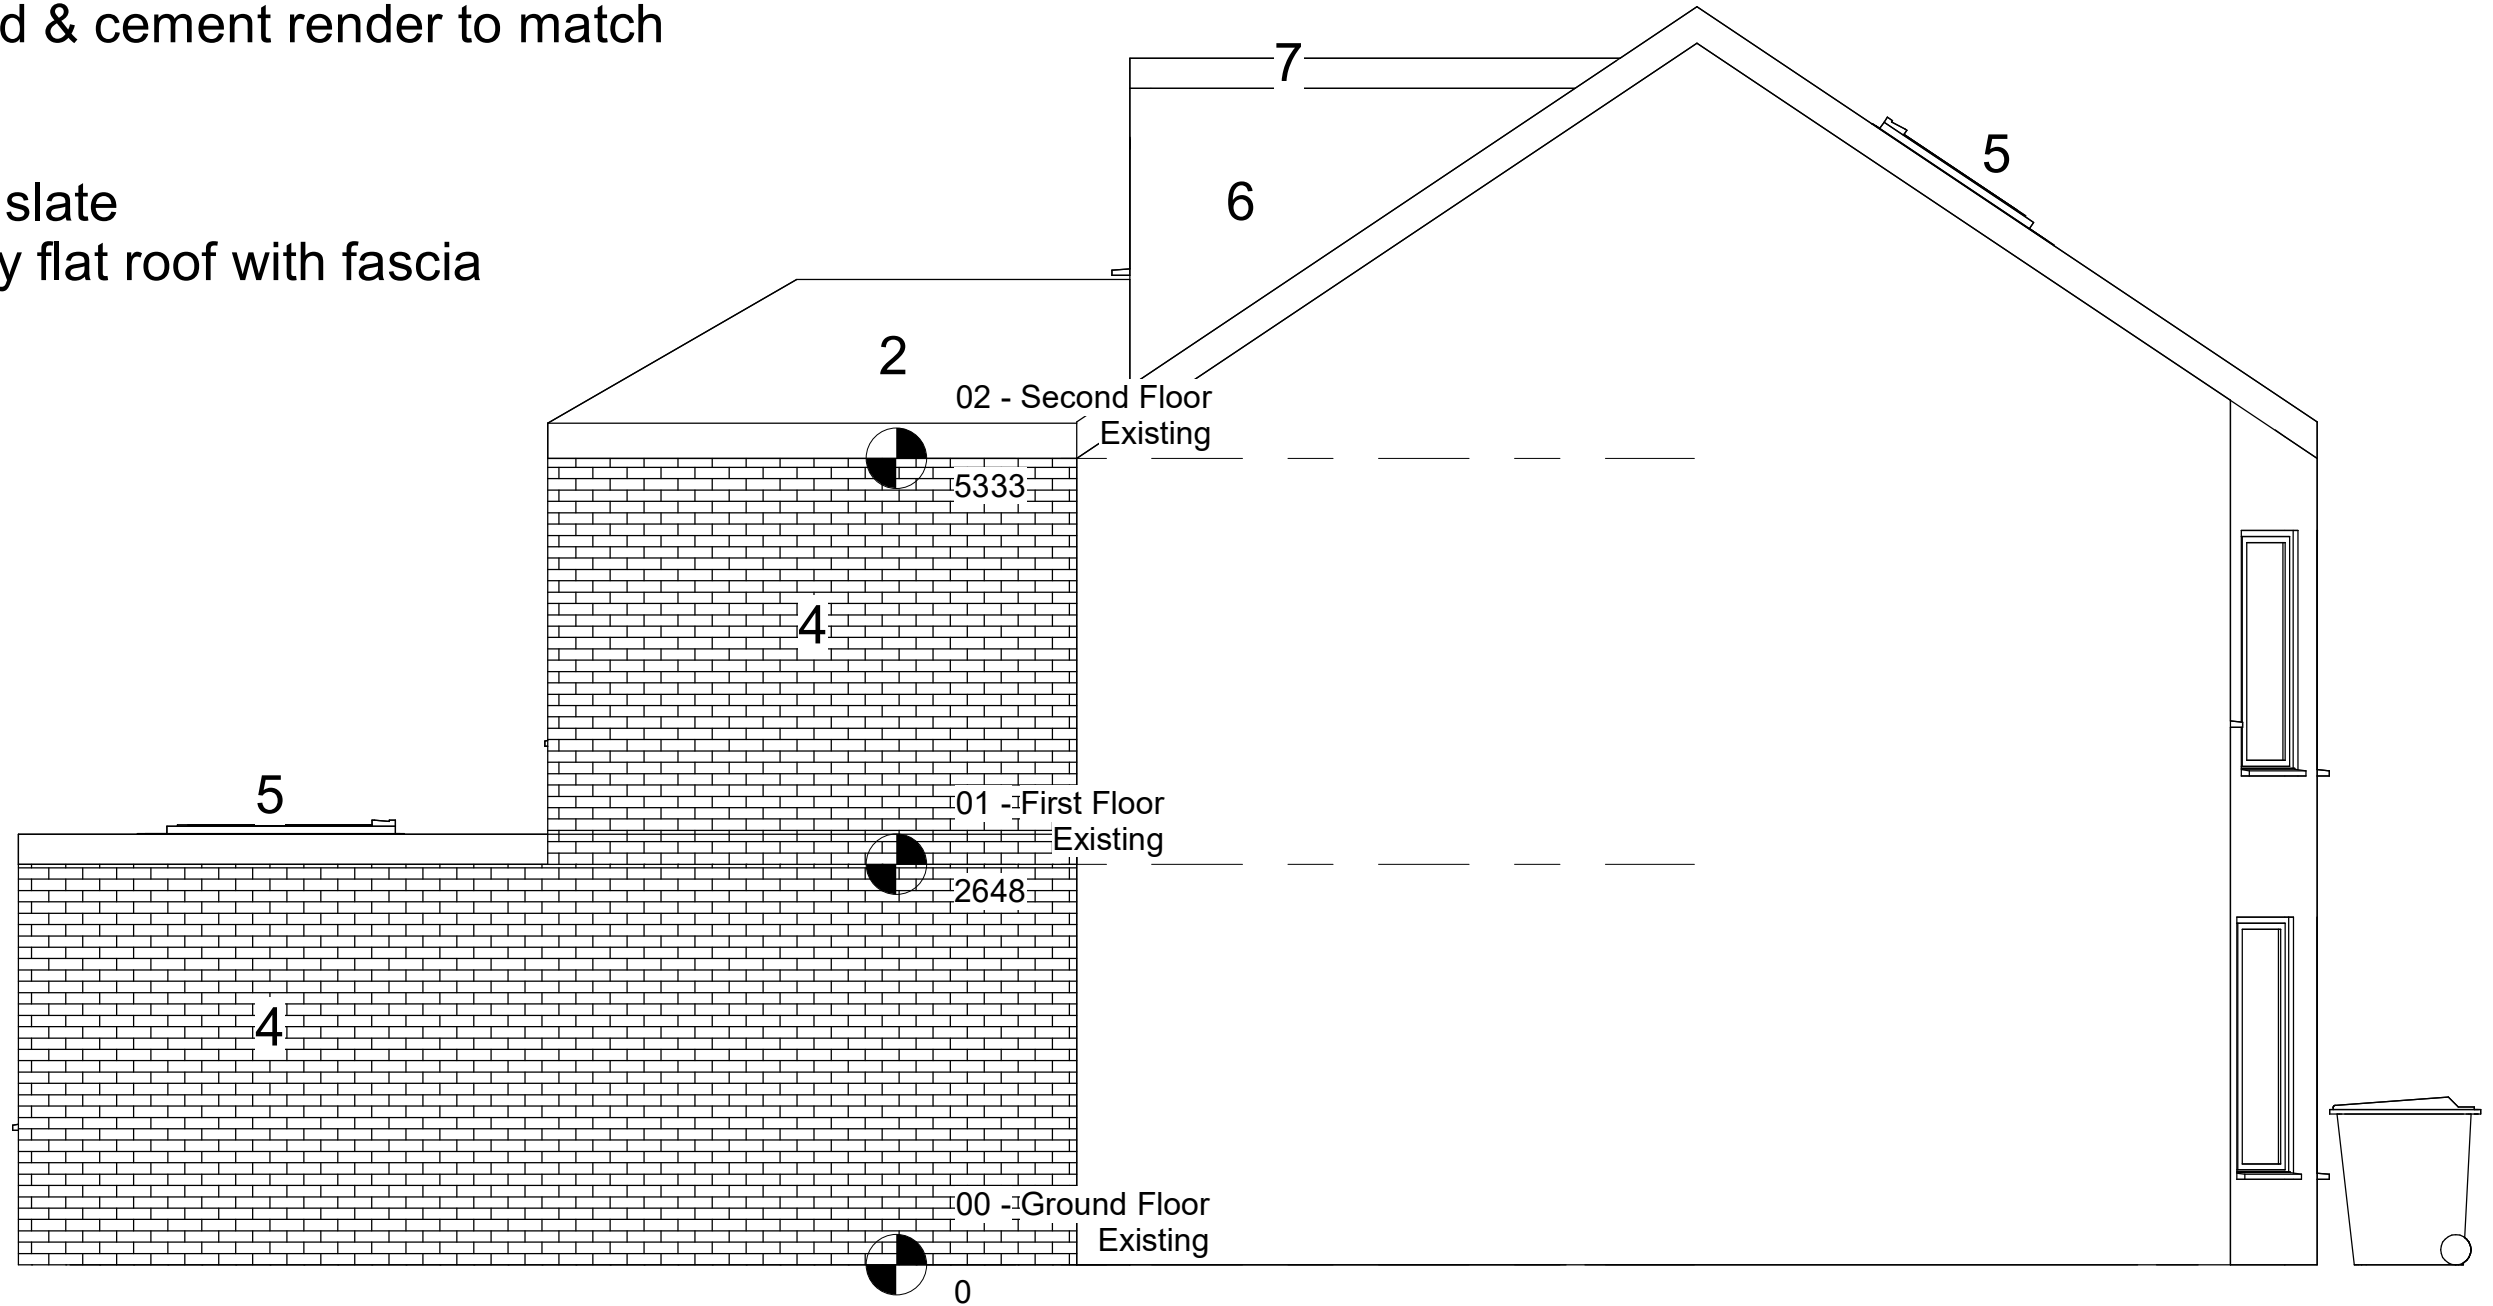 d & cement render to match
slate
y flat roof with fascia
7
5
6
2
02 - Second Floor
Existing
5333
4
5
01 - First Floor
Existing
2648
4
00 - Ground Floor
Existing
0